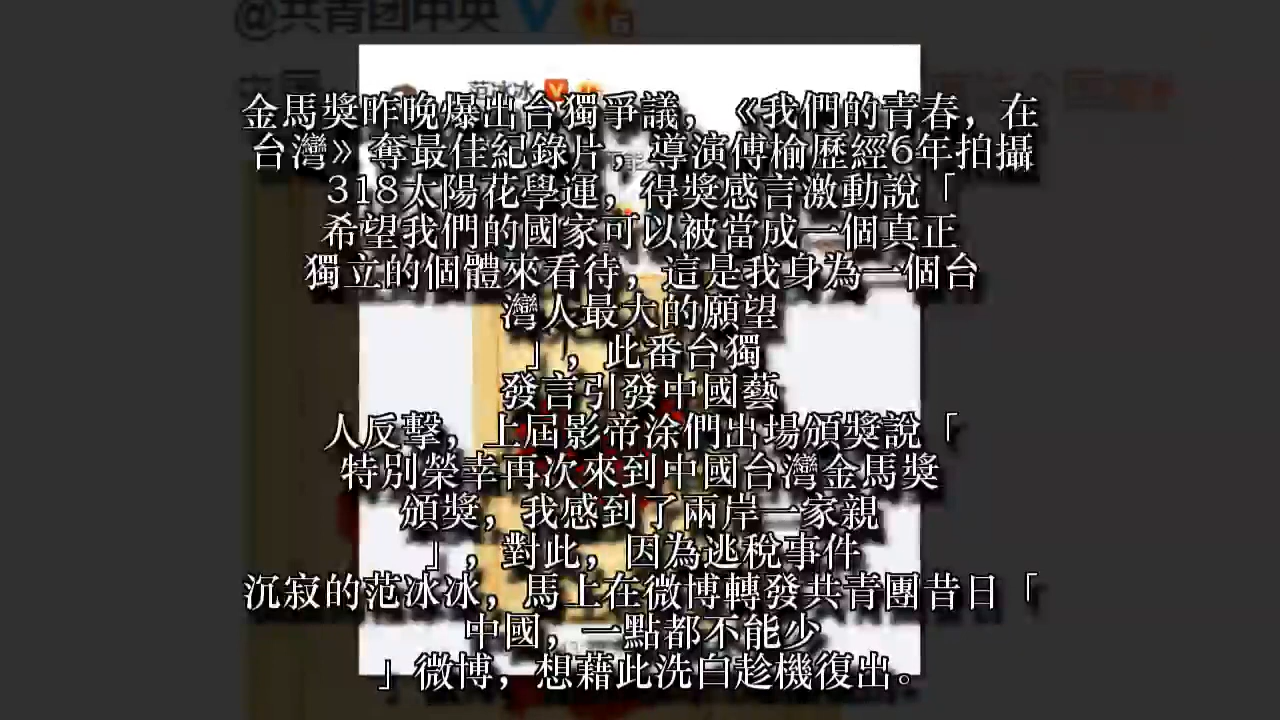 @共青团中央
范冰冰
金馬獎昨晚爆出台獨爭議，《我們的青春，在
台灣》奪最佳紀錄片，導演傅榆歷經6年拍攝
318太陽花學運，得獎感言激動說「
希望我們的國家可以被當成一個真正
獨立的個體來看待，這是我身為一個台
灣人最大的願望
」，此番台獨
發言引發中國藝
人反擊，上屆影帝涂們出場頒獎說「
特別榮幸再次來到中國台灣金馬獎
頒獎，我感到了兩岸一家親
」，對此，因為逃稅事件
沉寂的范冰冰，馬上在微博轉發共青團昔日「
中國，一點都不能少
」微博，想藉此洗白趁機復出。